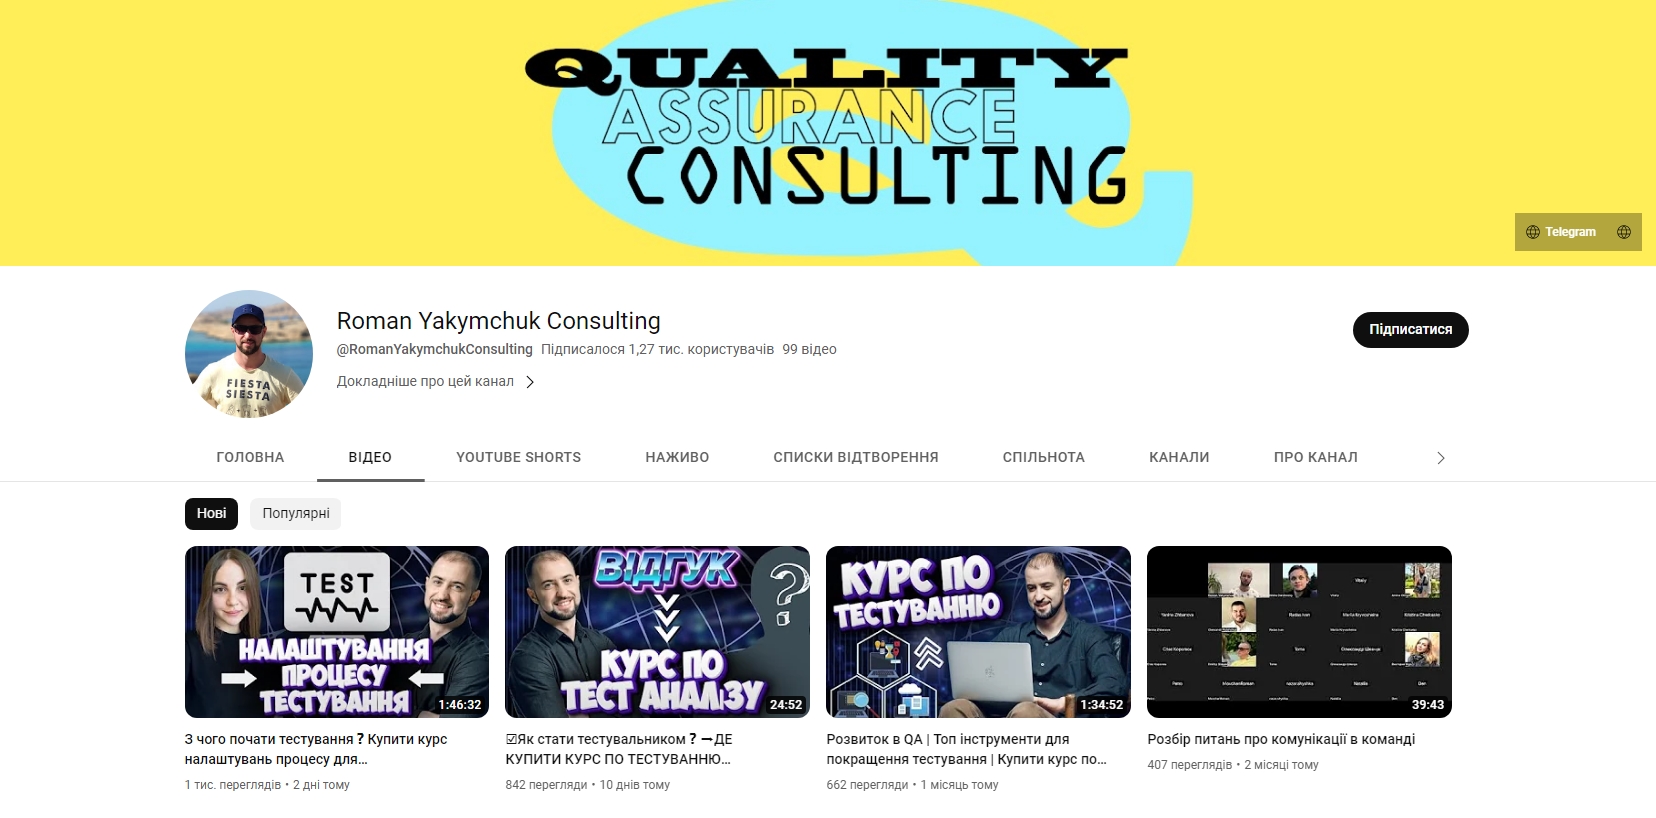 QUALITY
ASSURANCE
CONSULTING
Telegram
Roman Yakymchuk Consulting
@RomanYakymchukConsulting Підписалося 1,27 тис. користувачів 99 відео
Докладніше про цей канал
Підписатися
FIESTA
SIESTA
ГОЛОВНА ВІДЕО YOUTUBE SHORTS НАЖИВО СПИСКИ ВІДТВОРЕННЯ СПІЛЬНОТА КАНАЛИ ПРО КАНАЛ
Нові Популярні
TEST
НАЛАШТУВАННЯ
ПРОЦЕСУ
ТЕСТУВАННЯ
1:46:32
З чого почати тестування ? Купити курс
налаштувань процесу для...
1 тис. переглядів • 2 дні тому
ВІДГУК
?
КУРС ПО
ТЕСТ АНАЛІЗУ
24:52
☑Як стати тестувальником ? ➞ДЕ
КУПИТИ КУРС ПО ТЕСТУВАННЮ...
842 перегляди • 10 днів тому
КУРС ПО
ТЕСТУВАННЮ
1:34:52
Розвиток в QA | Топ інструменти для
покращення тестування | Купити курс по...
662 перегляди • 1 місяць тому
39:43
Розбір питань про комунікації в команді
407 переглядів • 2 місяці тому